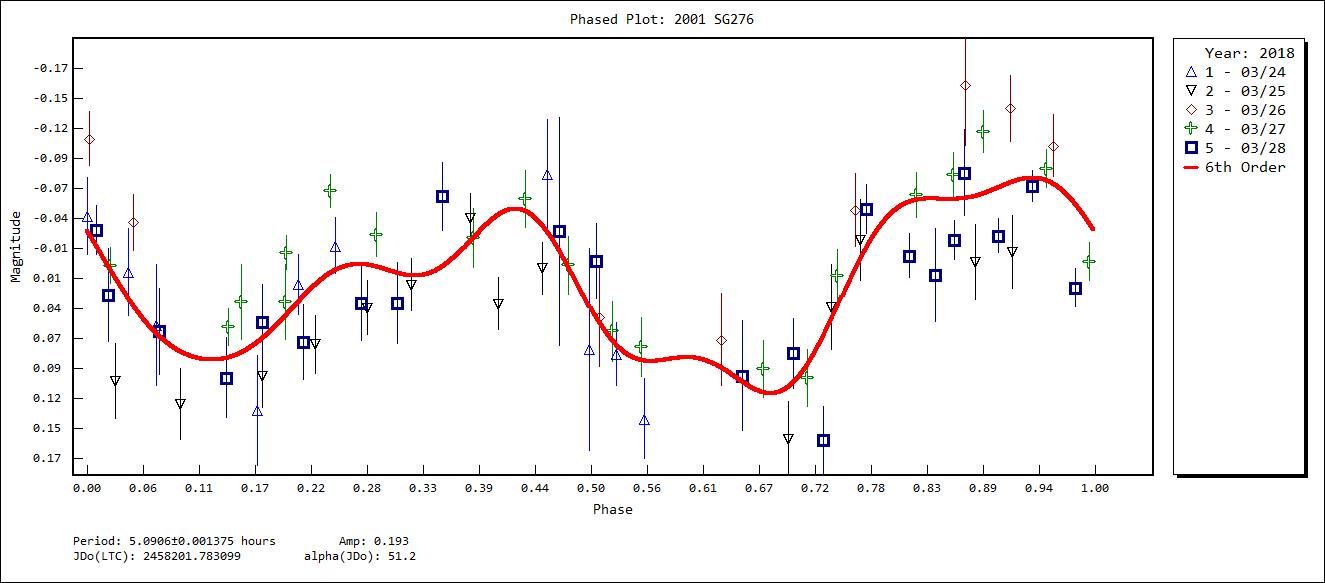 Phased Plot: 2001 SG276
Year: 2018
1 - 03/24
2 - 03/25
3 - 03/26
4 - 03/27
5 - 03/28
6th Order
Magnitude
-0.17
-0.15
-0.12
-0.09
-0.07
-0.04
-0.01
0.01
0.04
0.07
0.09
0.12
0.15
0.17
0.00 0.06 0.11 0.17 0.22 0.28 0.33 0.39 0.44 0.50 0.56 0.61 0.67 0.72 0.78 0.83 0.89 0.94 1.00
Phase
Period: 5.0906±0.001375 hours Amp: 0.193
JDo(LTC): 2458201.783099 alpha(JDo): 51.2